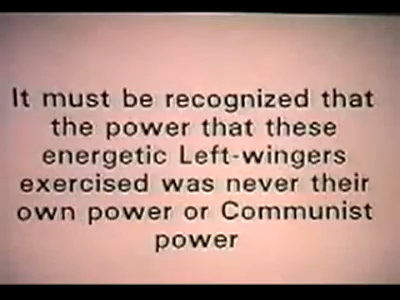 It must be recognized that
the power that these
energetic Left-wingers
exercised was never their
own power or Communist
power